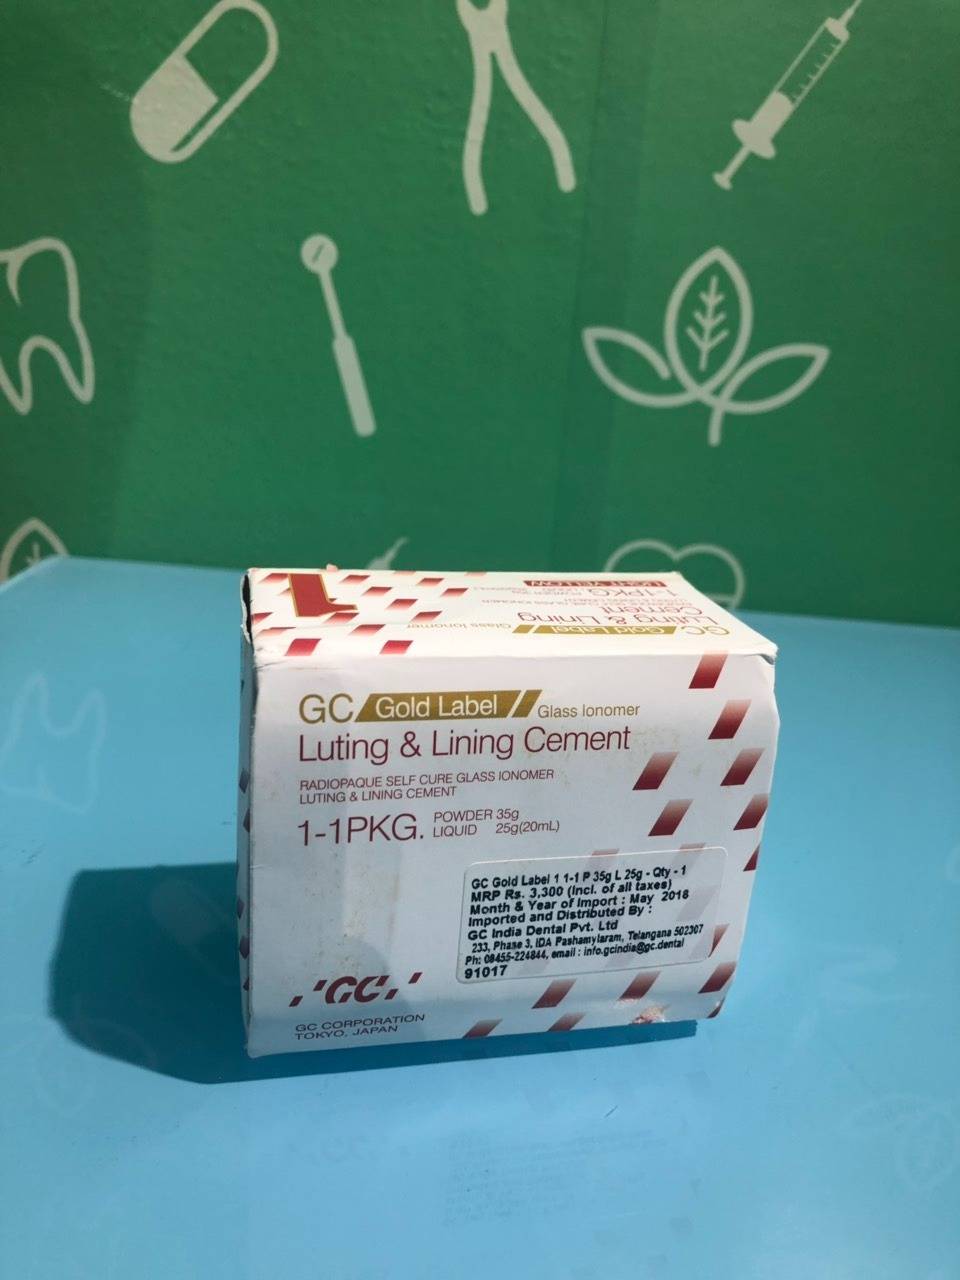 LIGHT YELLOW
1-1PKG.
Luting & Lining
Cement
GC Gold Label Glass Ionomer
1
GC Gold Label Glass Ionomer
Luting & Lining Cement
RADIOPAQUE SELF CURE GLASS IONOMER
LUTING & LINING CEMENT
1-1PKG. POWDER 35g
LIQUID 25g(20mL)
GC Gold Label 1 1-1 P 35g L 25g - Qty - 1
MRP Rs. 3,300 (Incl. of all taxes)
Month & Year of Import : May 2018
Imported and Distributed By :
GC India Dental Pvt. Ltd
233, Phase 3, IDA Pashamylaram, Telangana 502307
Ph: 08455-224844, email : info.gcindia@gc.dental
91017
GC
GC CORPORATION
TOKYO, JAPAN